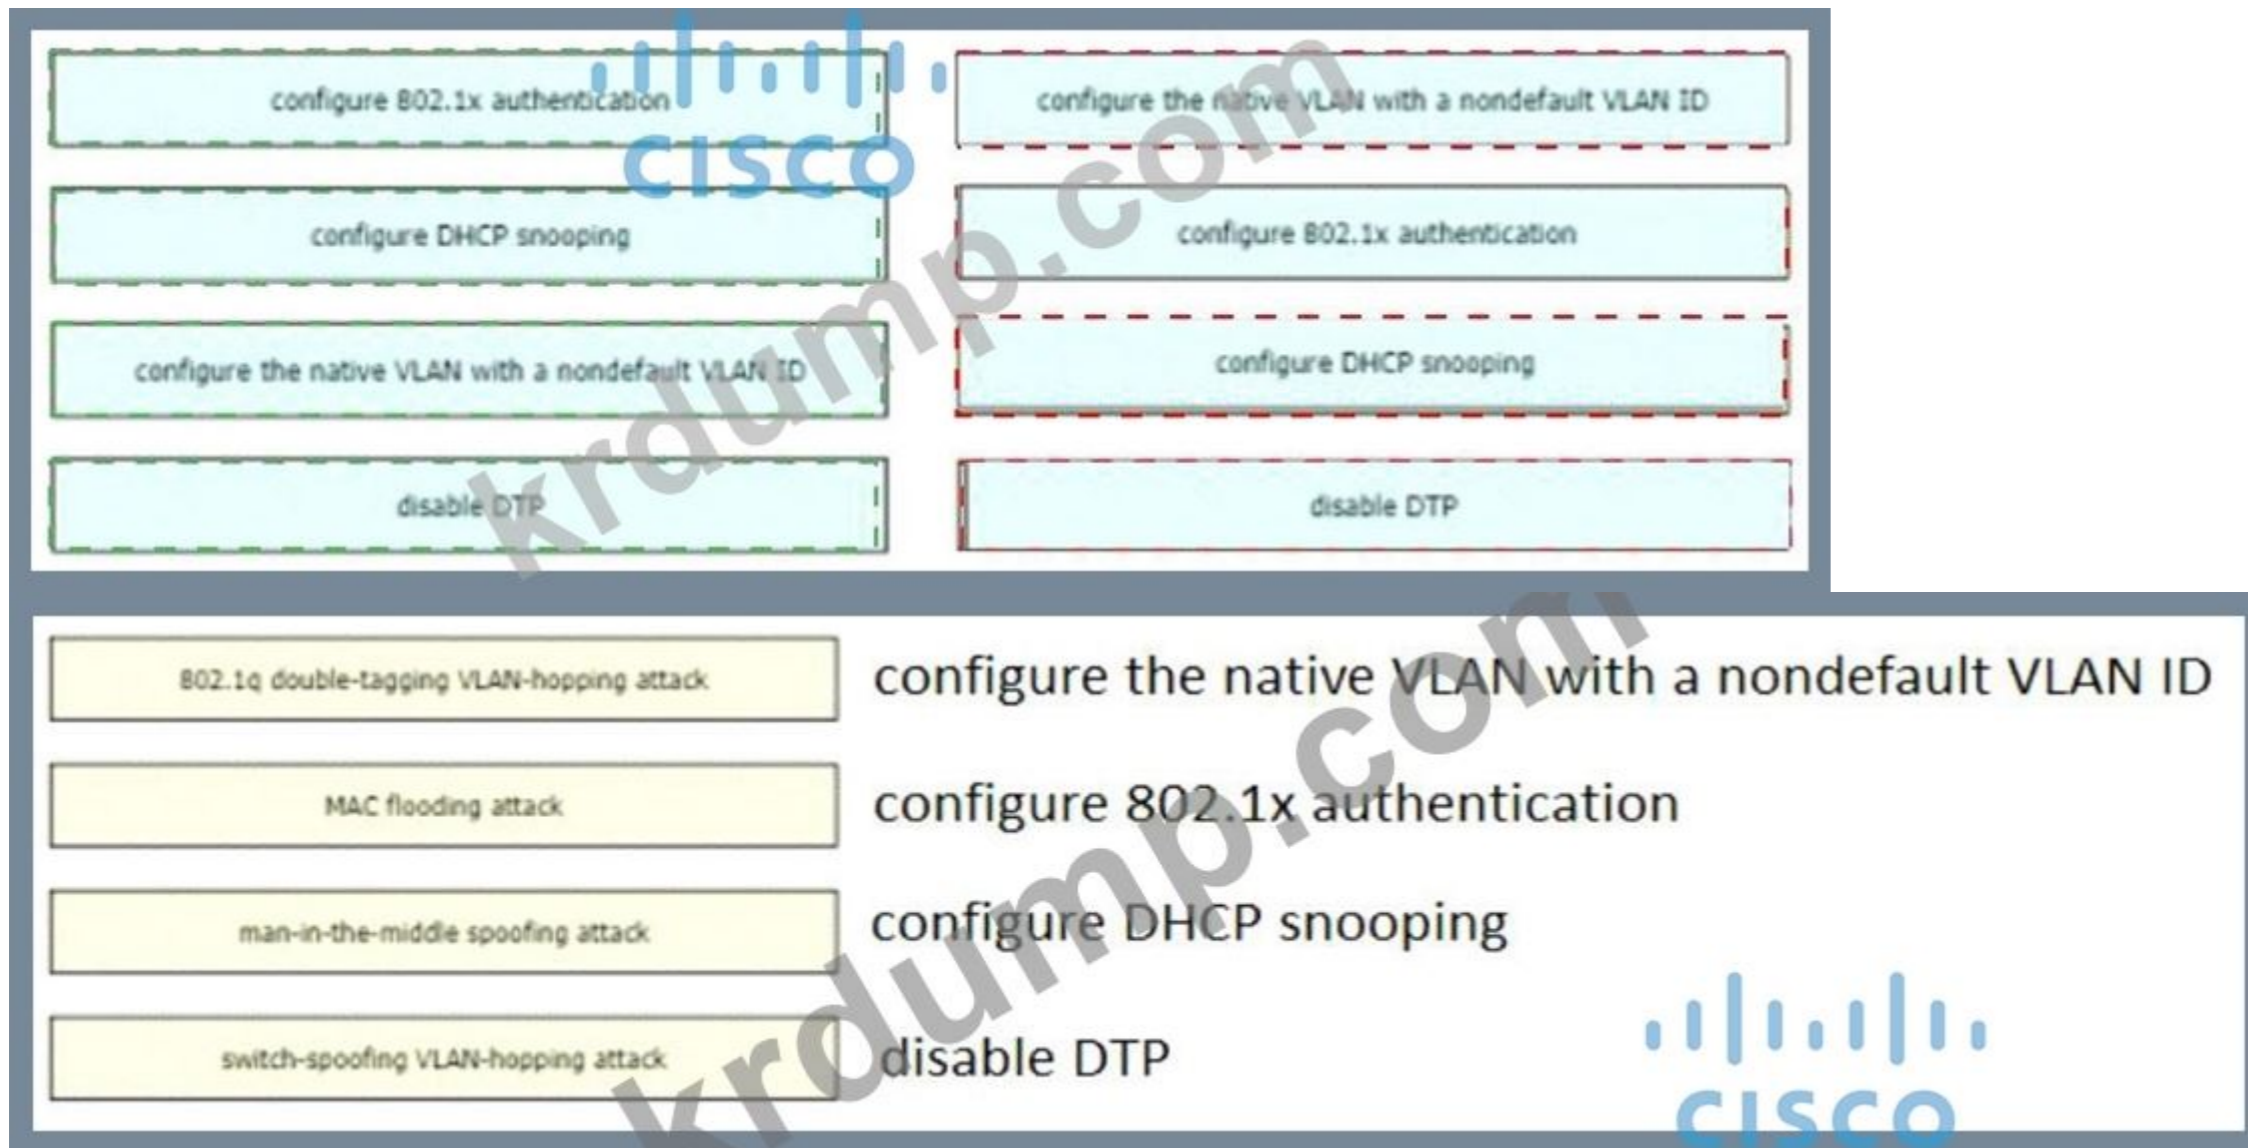 configure 802.1x authentication
configure the native VLAN with a nondefault VLAN ID
configure DHCP snooping
configure 802.1x authentication
configure the native VLAN with a nondefault VLAN ID
configure DHCP snooping
disable DTP
disable DTP
CISCO
krdump.com
802.1q double-tagging VLAN-hopping attack
configure the native VLAN with a nondefault VLAN ID
MAC flooding attack
configure 802.1x authentication
man-in-the-middle spoofing attack
configure DHCP snooping
switch-spoofing VLAN-hopping attack
disable DTP
krdump.com
CISCO